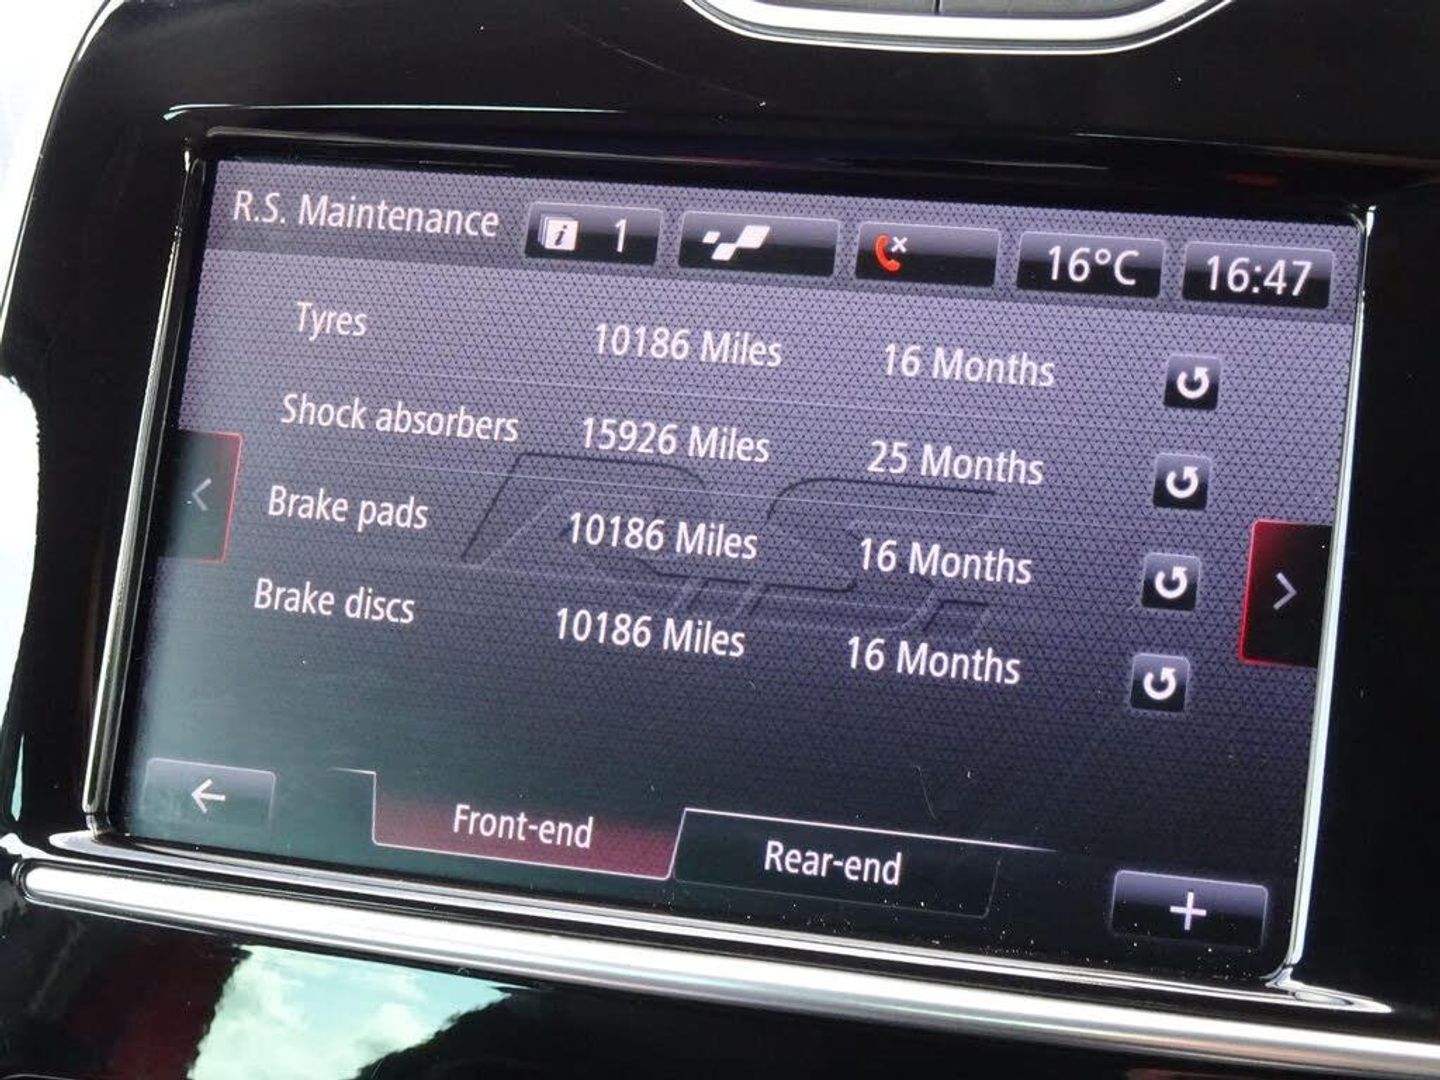 R.S. Maintenance 1 16°C 16:47
Tyres 10186 Miles 16 Months
Shock absorbers 15926 Miles 25 Months
Brake pads 10186 Miles 16 Months
Brake discs 10186 Miles 16 Months
R.S.
Front-end Rear-end